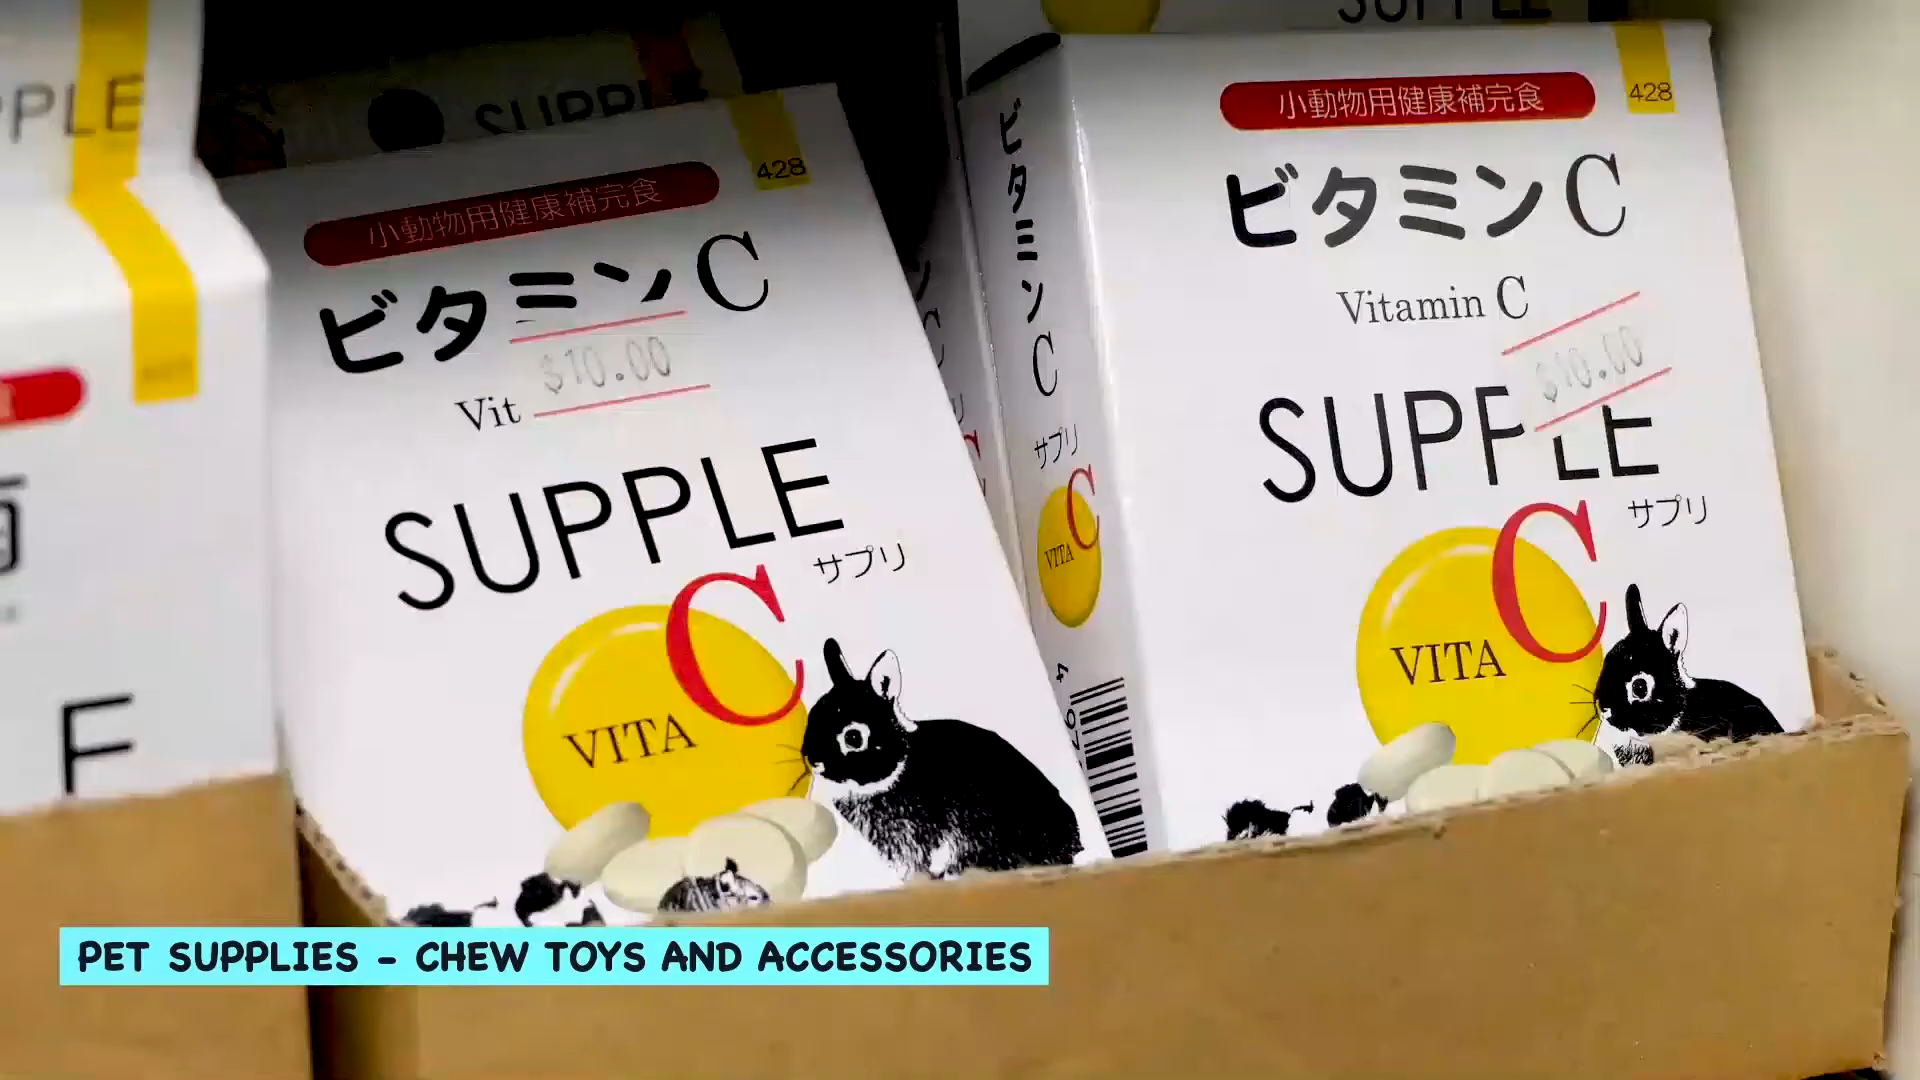 PPLE
SUPPLE
428
小動物用健康補完食
ビタミンC
$10.00
Vit
SUPPLE
サプリ
C
VITA
ビタミンC
サプリ
C
VITA
SUPPLE
428
小動物用健康補完食
ビタミンC
Vitamin C
$10.00
SUPPLE
サプリ
C
VITA
PET SUPPLIES - CHEW TOYS AND ACCESSORIES